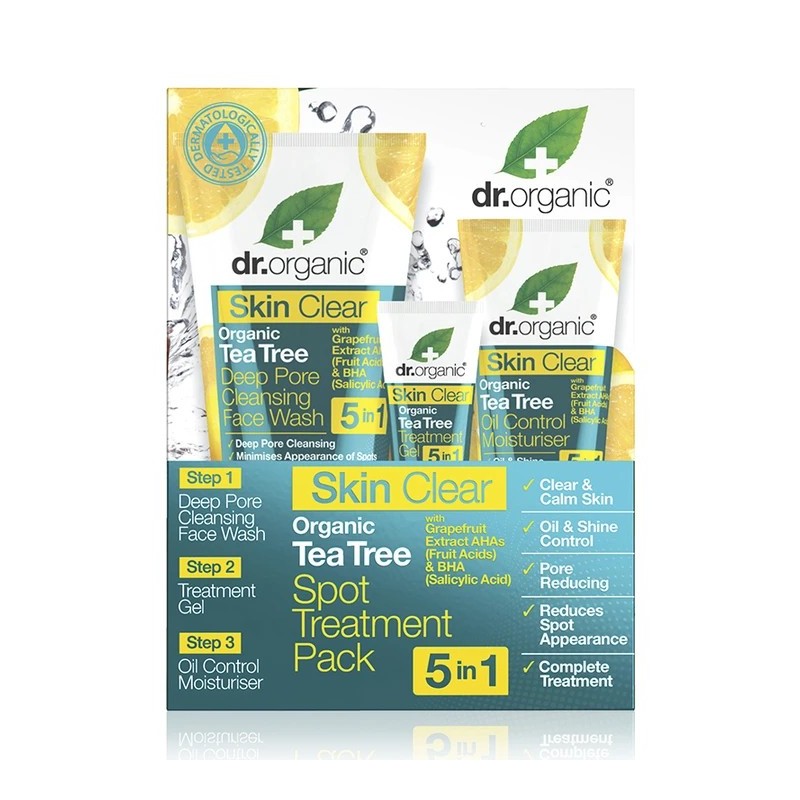 DERMATOLOGICALLY TESTED
dr.organic®
dr.organic®
Skin Clear
Organic
Tea Tree
Deep Pore
Cleansing
Face Wash
with
Grapefruit
Extract
(Fruit
& BHA
(Salicylic
5 in 1
✓ Deep Pore Cleansing
✓ Minimises Appearance of Spots
dr.organic®
Skin Clear
Organic
Tea Tree
Treatment
Gel
5 in 1
dr.organic®
Skin Clear
Organic
Tea Tree
Oil Control
Moisturiser
with
Grapefruit
Extract AHAs
(Fruit Acids)
& BHA
(Salicylic
✓ Oil & Shine
5 in 1
Step 1
Deep Pore
Cleansing
Face Wash
Step 2
Treatment
Gel
Step 3
Oil Control
Moisturiser
Skin Clear
Organic
Tea Tree
with
Grapefruit
Extract AHAs
(Fruit Acids)
& BHA
(Salicylic Acid)
Spot
Treatment
Pack
5 in 1
✓ Clear &
Calm Skin
✓ Oil & Shine
Control
✓ Pore
Reducing
✓ Reduces
Spot
Appearance
✓ Complete
Treatment